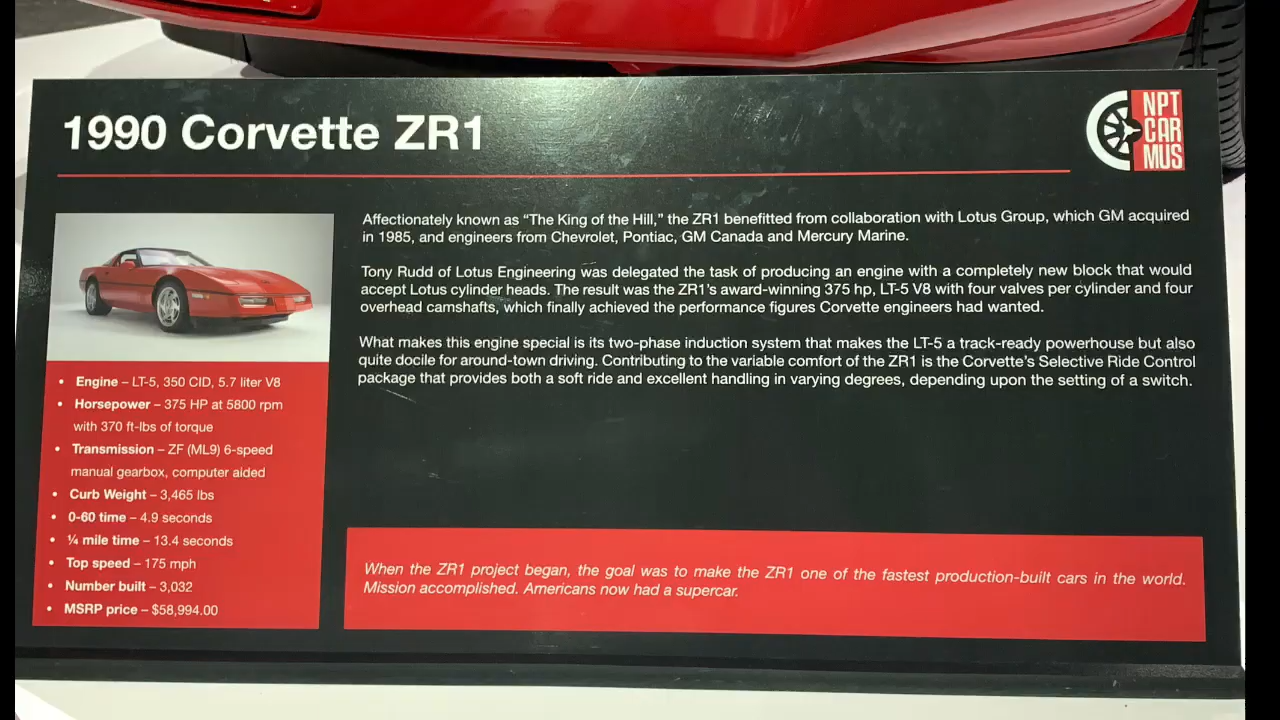 1990 Corvette ZR1
NPT
CAR
MUS
Affectionately known as “The King of the Hill,” the ZR1 benefitted from collaboration with Lotus Group, which GM acquired
in 1985, and engineers from Chevrolet, Pontiac, GM Canada and Mercury Marine.
Tony Rudd of Lotus Engineering was delegated the task of producing an engine with a completely new block that would
accept Lotus cylinder heads. The result was the ZR1’s award-winning 375 hp, LT-5 V8 with four valves per cylinder and four
overhead camshafts, which finally achieved the performance figures Corvette engineers had wanted.
What makes this engine special is its two-phase induction system that makes the LT-5 a track-ready powerhouse but also
quite docile for around-town driving. Contributing to the variable comfort of the ZR1 is the Corvette’s Selective Ride Control
package that provides both a soft ride and excellent handling in varying degrees, depending upon the setting of a switch.
• Engine – LT-5, 350 CID, 5.7 liter V8
• Horsepower – 375 HP at 5800 rpm
with 370 ft-lbs of torque
• Transmission – ZF (ML9) 6-speed
manual gearbox, computer aided
• Curb Weight – 3,465 lbs
• 0-60 time – 4.9 seconds
• ¼ mile time – 13.4 seconds
• Top speed – 175 mph
• Number built – 3,032
• MSRP price – $58,994.00
When the ZR1 project began, the goal was to make the ZR1 one of the fastest production-built cars in the world.
Mission accomplished. Americans now had a supercar.